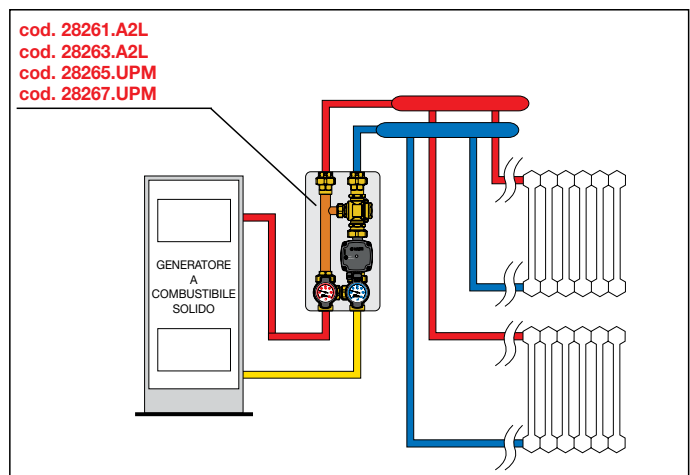 cod. 28261.A2L
cod. 28263.A2L
cod. 28265.UPM
cod. 28267.UPM
GENERATORE
A
COMBUSTIBILE
SOLIDO